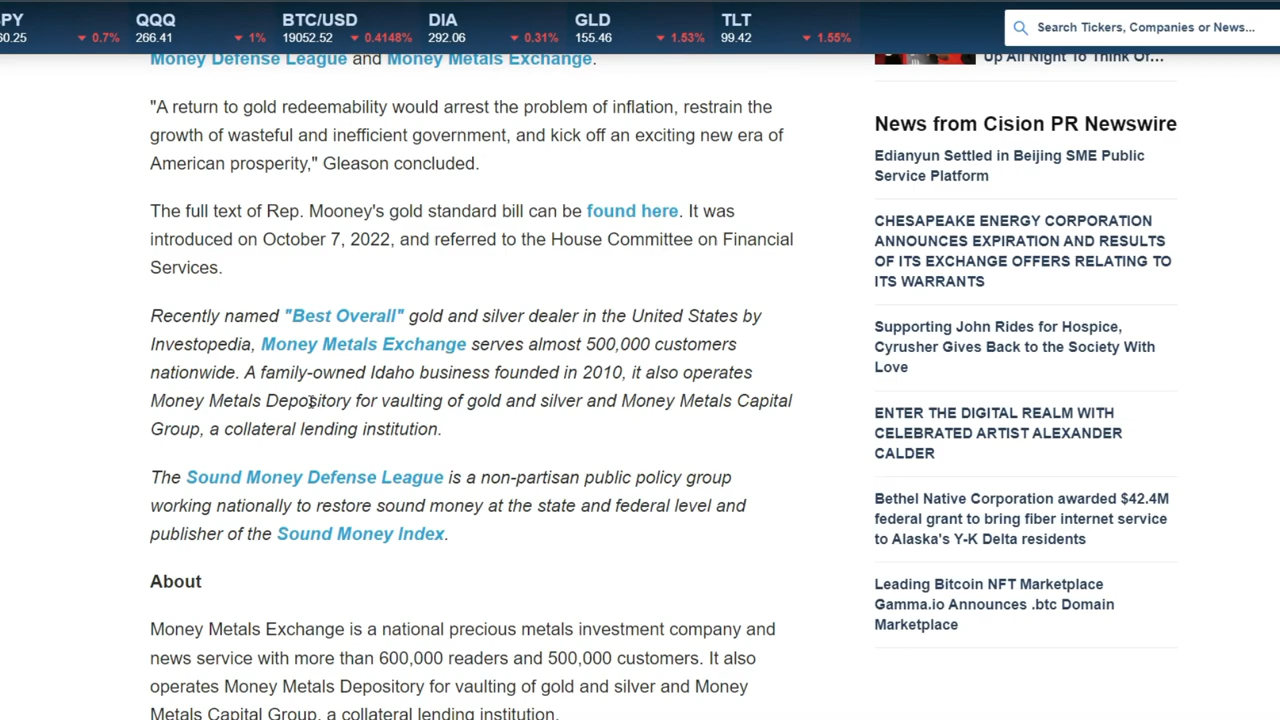 PY QQQ BTC/USD DIA GLD TLT
60.25 0.7% 266.41 1% 19052.52 0.4148% 292.06 0.31% 155.46 1.53% 99.42 1.55%
Search Tickers, Companies or News...
Money Defense League and Money Metals Exchange.
"A return to gold redeemability would arrest the problem of inflation, restrain the
growth of wasteful and inefficient government, and kick off an exciting new era of
American prosperity," Gleason concluded.
The full text of Rep. Mooney's gold standard bill can be found here. It was
introduced on October 7, 2022, and referred to the House Committee on Financial
Services.
Recently named "Best Overall" gold and silver dealer in the United States by
Investopedia, Money Metals Exchange serves almost 500,000 customers
nationwide. A family-owned Idaho business founded in 2010, it also operates
Money Metals Depository for vaulting of gold and silver and Money Metals Capital
Group, a collateral lending institution.
The Sound Money Defense League is a non-partisan public policy group
working nationally to restore sound money at the state and federal level and
publisher of the Sound Money Index.
About
Money Metals Exchange is a national precious metals investment company and
news service with more than 600,000 readers and 500,000 customers. It also
operates Money Metals Depository for vaulting of gold and silver and Money
Metals Capital Group, a collateral lending institution.
Up All Night To Think Of...
News from Cision PR Newswire
Edianyun Settled in Beijing SME Public
Service Platform
CHESAPEAKE ENERGY CORPORATION
ANNOUNCES EXPIRATION AND RESULTS
OF ITS EXCHANGE OFFERS RELATING TO
ITS WARRANTS
Supporting John Rides for Hospice,
Cyrusher Gives Back to the Society With
Love
ENTER THE DIGITAL REALM WITH
CELEBRATED ARTIST ALEXANDER
CALDER
Bethel Native Corporation awarded $42.4M
federal grant to bring fiber internet service
to Alaska's Y-K Delta residents
Leading Bitcoin NFT Marketplace
Gamma.io Announces .btc Domain
Marketplace